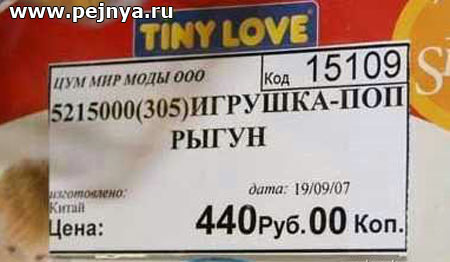 www.pejnya.ru
TINY LOVE
ЦУМ МИР МОДЫ ООО
Код 15109
5215000(305)ИГРУШКА-ПОП
РЫГУН
изготовлено: дата: 19/09/07
Китай
Цена: 440Руб.00 Коп.